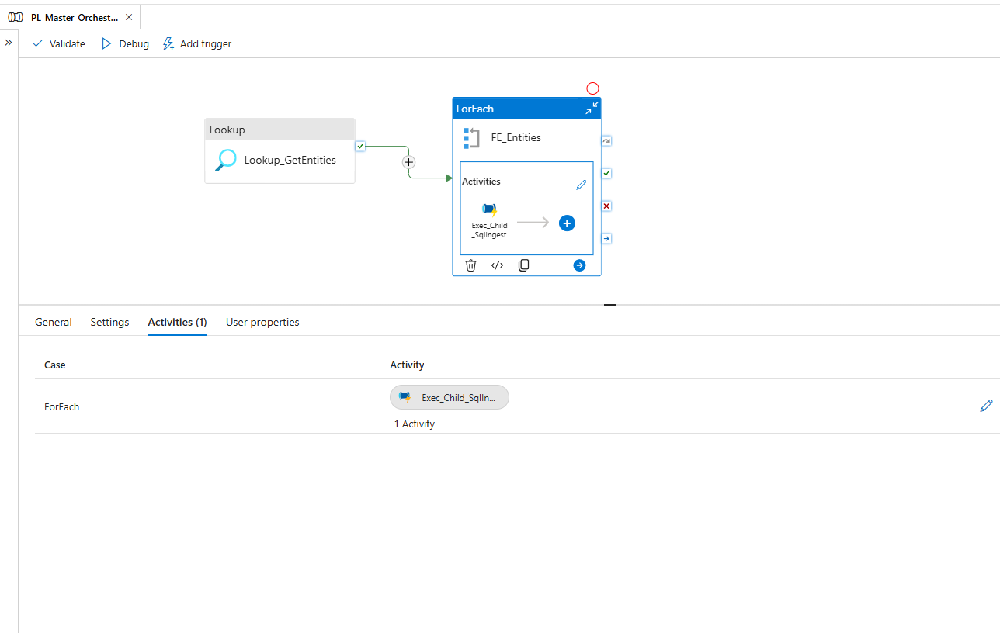 PL_Master_Orchest...
Validate
Debug
Add trigger
Lookup
Lookup_GetEntities
ForEach
FE_Entities
Activities
Exec_Child
_SqlIngest
General
Settings
Activities (1)
User properties
Case
Activity
ForEach
Exec_Child_SqlIn...
1 Activity